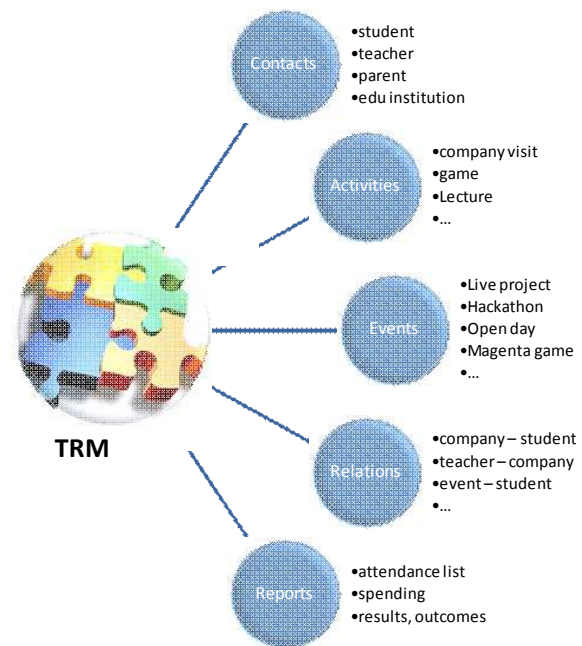 Contacts
•student
•teacher
•parent
•edu institution
Activities
•company visit
•game
•Lecture
•...
Events
•Live project
•Hackathon
•Open day
•Magenta game
•...
TRM
Relations
•company – student
•teacher – company
•event – student
•...
Reports
•attendance list
•spending
•results, outcomes